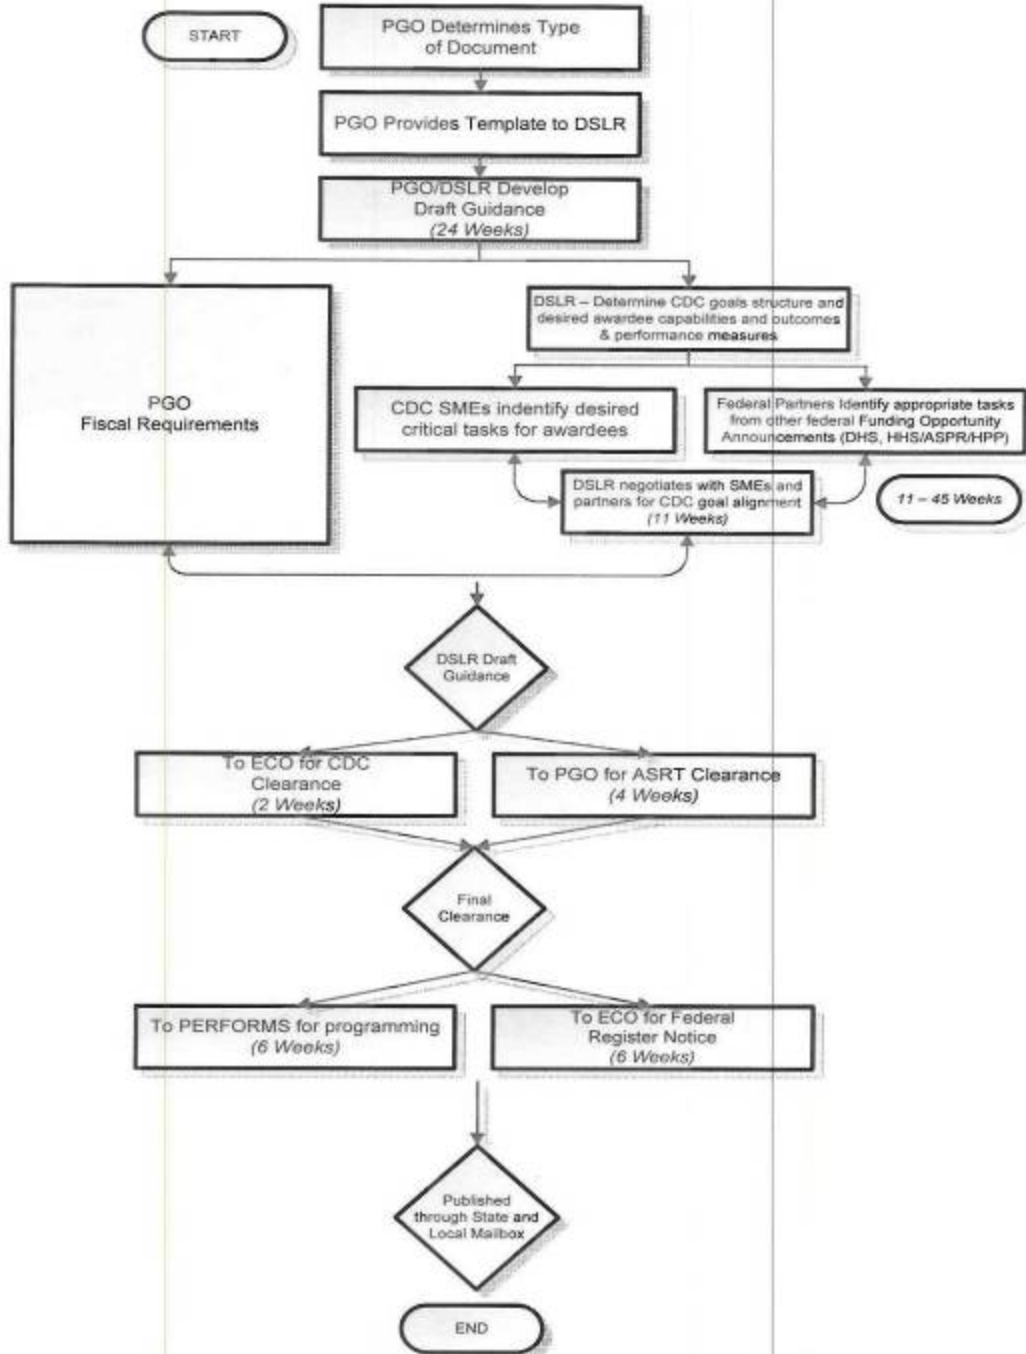 START
PGO Determines Type
of Document
PGO Provides Template to DSLR
PGO/DSLR Develop
Draft Guidance
(24 Weeks)
DSLR – Determine CDC goals structure and
desired awardee capabilities and outcomes
& performance measures
PGO
Fiscal Requirements
CDC SMEs indentify desired
critical tasks for awardees
Federal Partners Identify appropriate tasks
from other federal Funding Opportunity
Announcements (DHS, HHS/ASPR/HPP)
DSLR negotiates with SMEs and
partners for CDC goal alignment
(11 Weeks)
11 – 45 Weeks
DSLR Draft
Guidance
To ECO for CDC
Clearance
(2 Weeks)
To PGO for ASRT Clearance
(4 Weeks)
Final
Clearance
To PERFORMS for programming
(6 Weeks)
To ECO for Federal
Register Notice
(6 Weeks)
Published
through State and
Local Mailbox
END